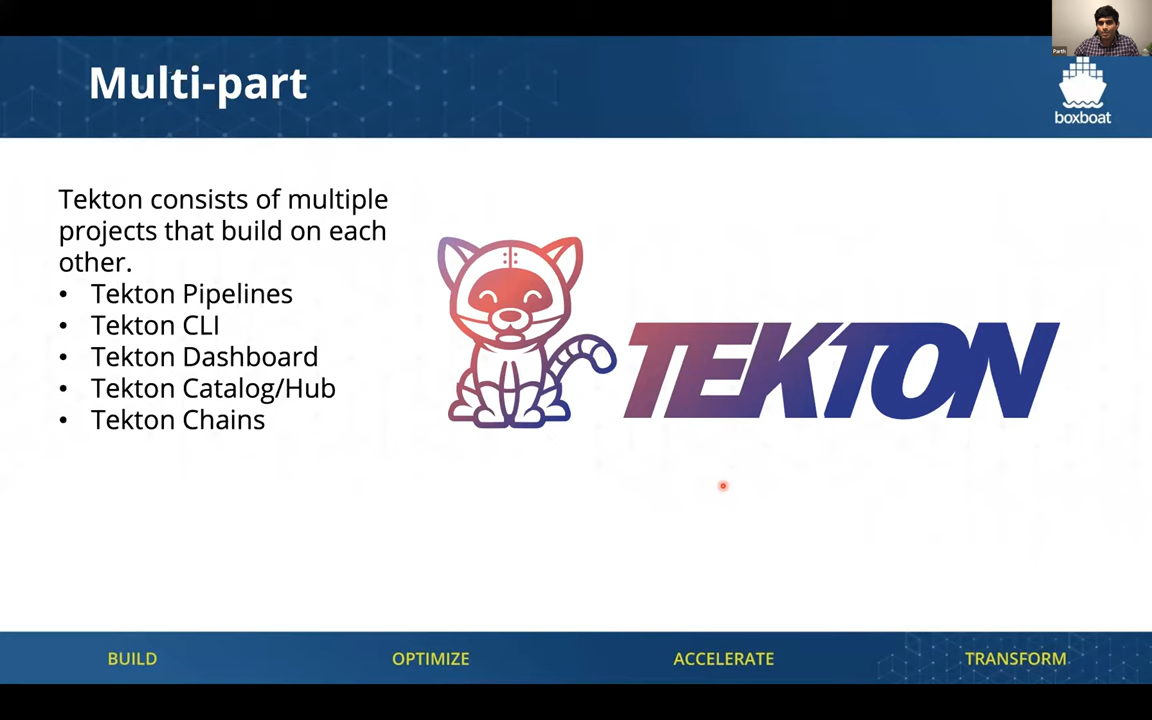 Parth
Multi-part
boxboat
Tekton consists of multiple
projects that build on each
other.
• Tekton Pipelines
• Tekton CLI
• Tekton Dashboard
• Tekton Catalog/Hub
• Tekton Chains
TEKTON
BUILD
OPTIMIZE
ACCELERATE
TRANSFORM